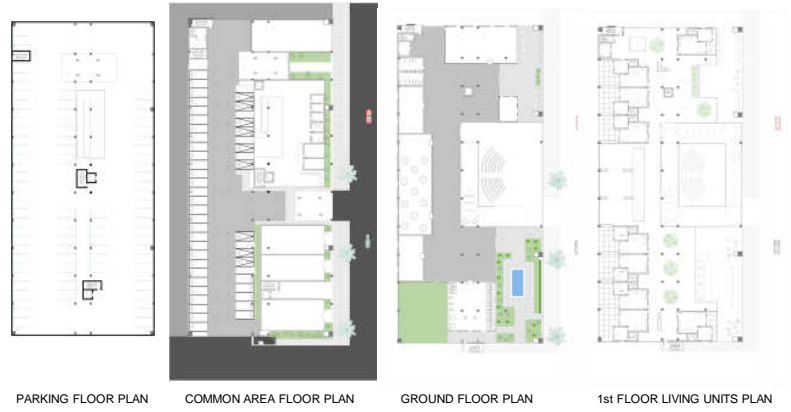 PARKING FLOOR PLAN
COMMON AREA FLOOR PLAN
GROUND FLOOR PLAN
1st FLOOR LIVING UNITS PLAN